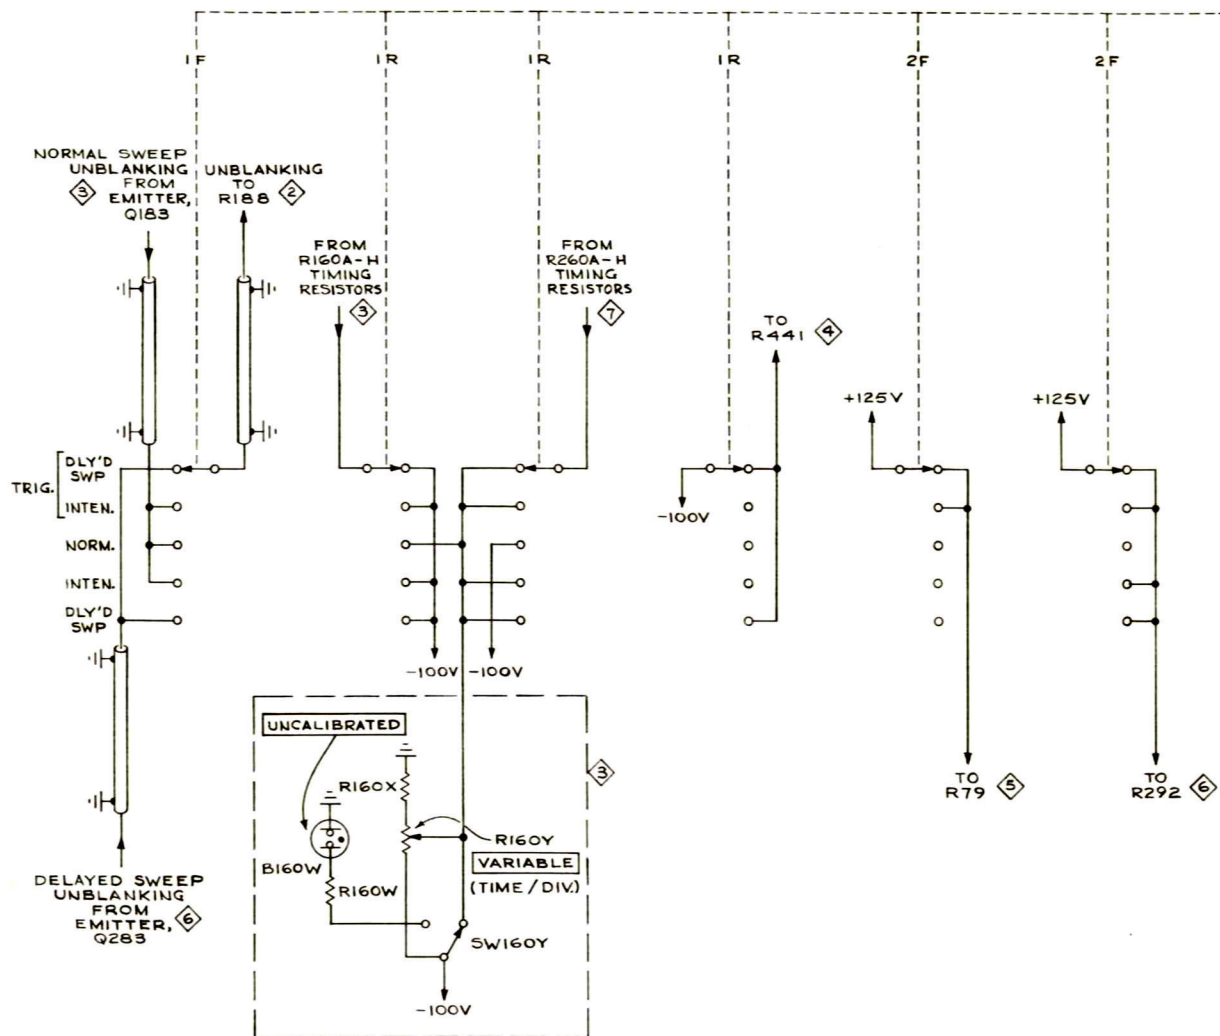 1F
1R
1R
1R
2F
2F
NORMAL SWEEP
UNBLANKING
FROM
EMITTER,
Q183
3
UNBLANKING
TO
R188
2
FROM
R160A-H
TIMING
RESISTORS
3
FROM
R260A-H
TIMING
RESISTORS
7
TO
R441
4
+125V
+125V
TRIG.
DLY'D
SWP
INTEN.
NORM.
INTEN.
DLY'D
SWP
-100V
-100V
-100V
UNCALIBRATED
R160X
3
R160Y
VARIABLE
(TIME/DIV.)
B160W
R160W
SW160Y
-100V
TO
R79
5
TO
R292
6
DELAYED SWEEP
UNBLANKING
FROM
EMITTER,
Q283
6